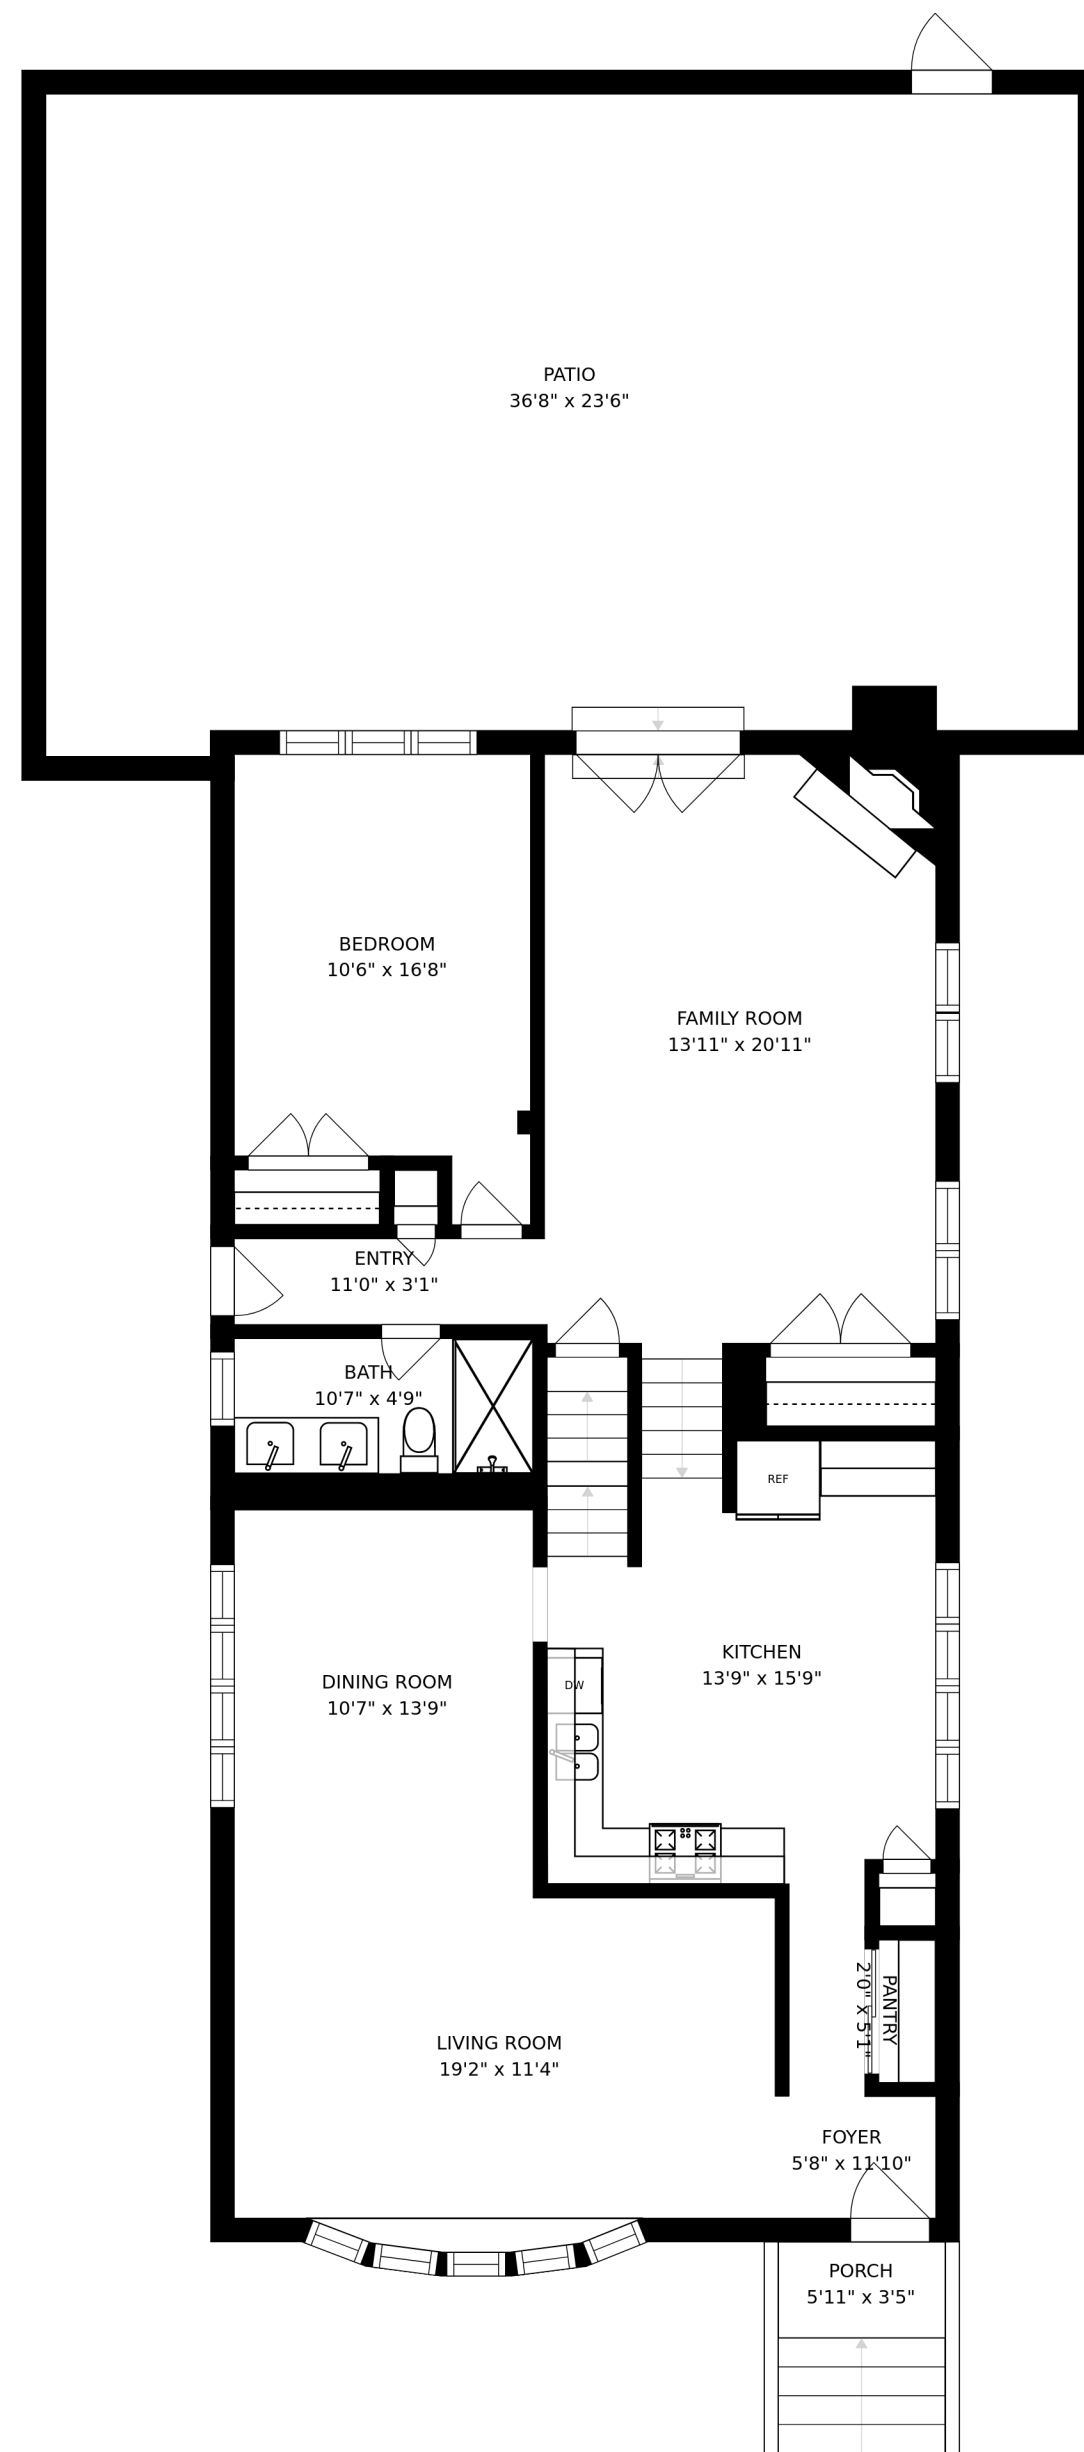 PATIO
36'8" x 23'6"
BEDROOM
10'6" x 16'8"
FAMILY ROOM
13'11" x 20'11"
ENTRY
11'0" x 3'1"
BATH
10'7" x 4'9"
REF
KITCHEN
13'9" x 15'9"
DINING ROOM
10'7" x 13'9"
DW
PANTRY
2'0" x 5'1"
LIVING ROOM
19'2" x 11'4"
FOYER
5'8" x 11'10"
PORCH
5'11" x 3'5"